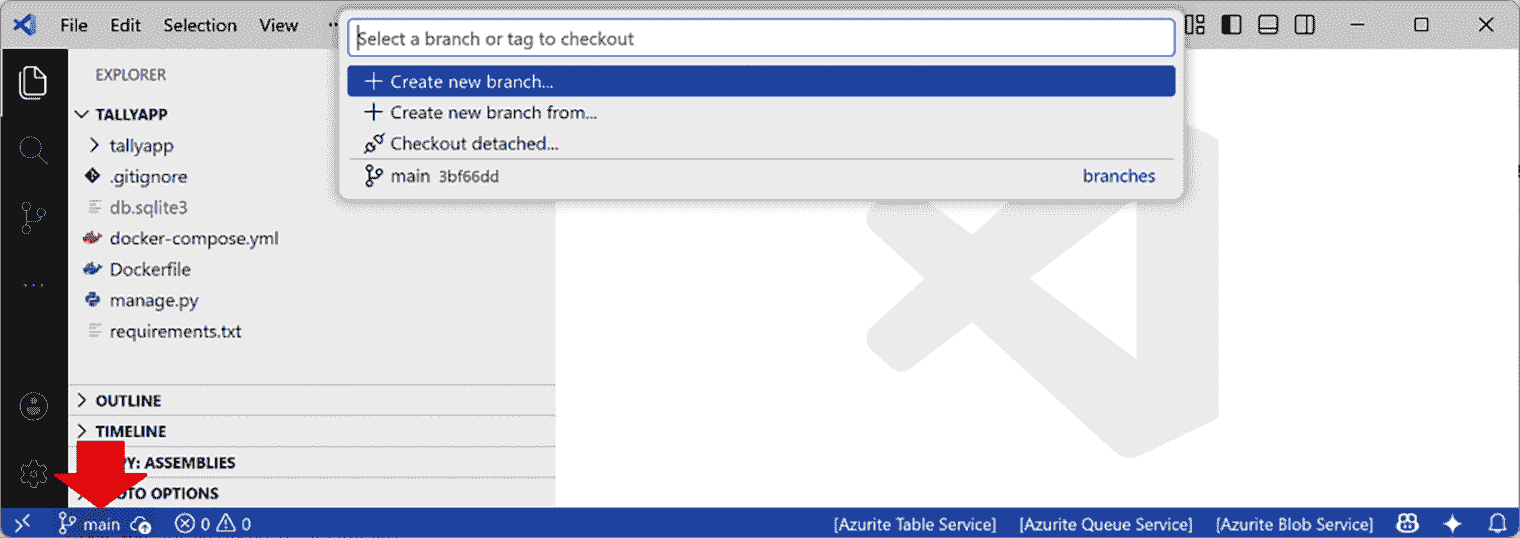 File Edit Selection View ···
Select a branch or tag to checkout
Create new branch...
Create new branch from...
Checkout detached...
main 3bf66dd branches
EXPLORER
TALLYAPP
tallyapp
.gitignore
db.sqlite3
docker-compose.yml
Dockerfile
manage.py
requirements.txt
OUTLINE
TIMELINE
ASSEMBLIES
OPTIONS
main 0 0 [Azurite Table Service] [Azurite Queue Service] [Azurite Blob Service]